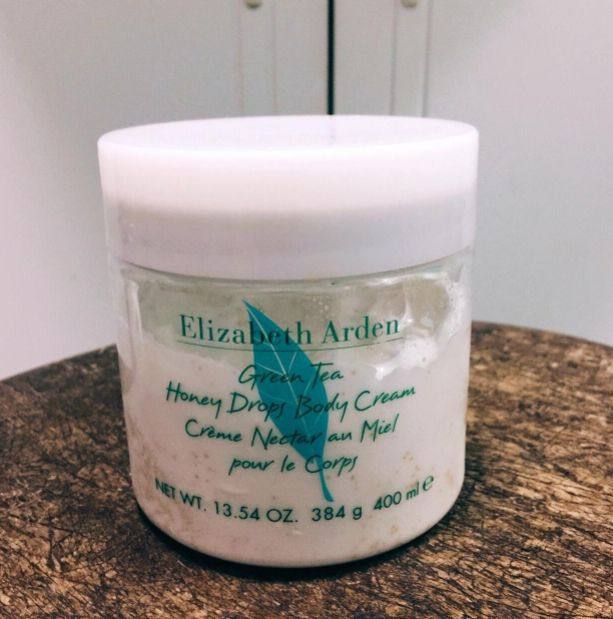 Elizabeth Arden
Green Tea
Honey Drops Body Cream
Crème Nectar au Miel
pour le Corps
NET WT. 13.54 OZ. 384 g 400 ml ℮